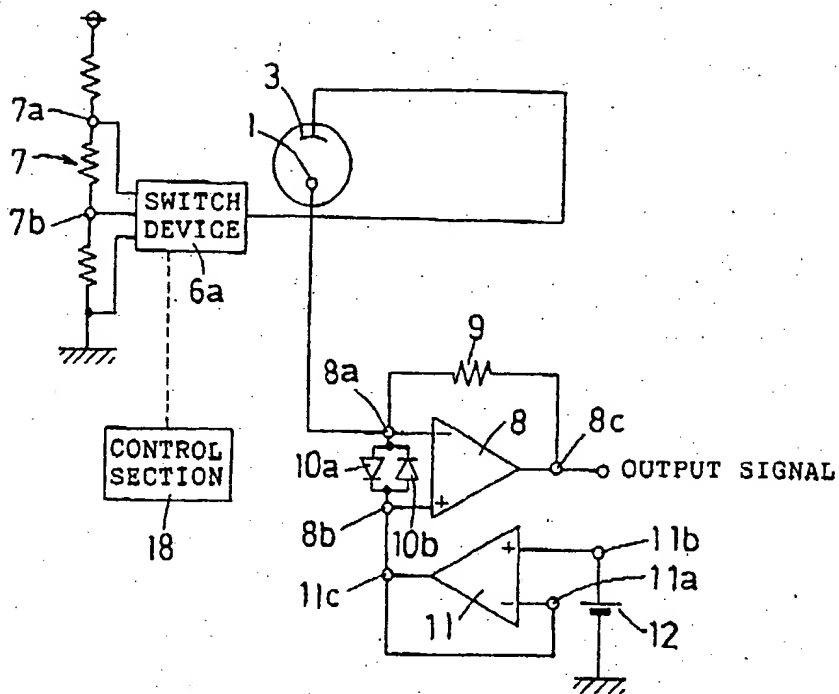 3
7a
1
7
SWITCH
DEVICE
7b
6a
9
8a
8
8c
CONTROL
SECTION
10a
OUTPUT SIGNAL
18
8b
10b
11b
11c
11a
11
12